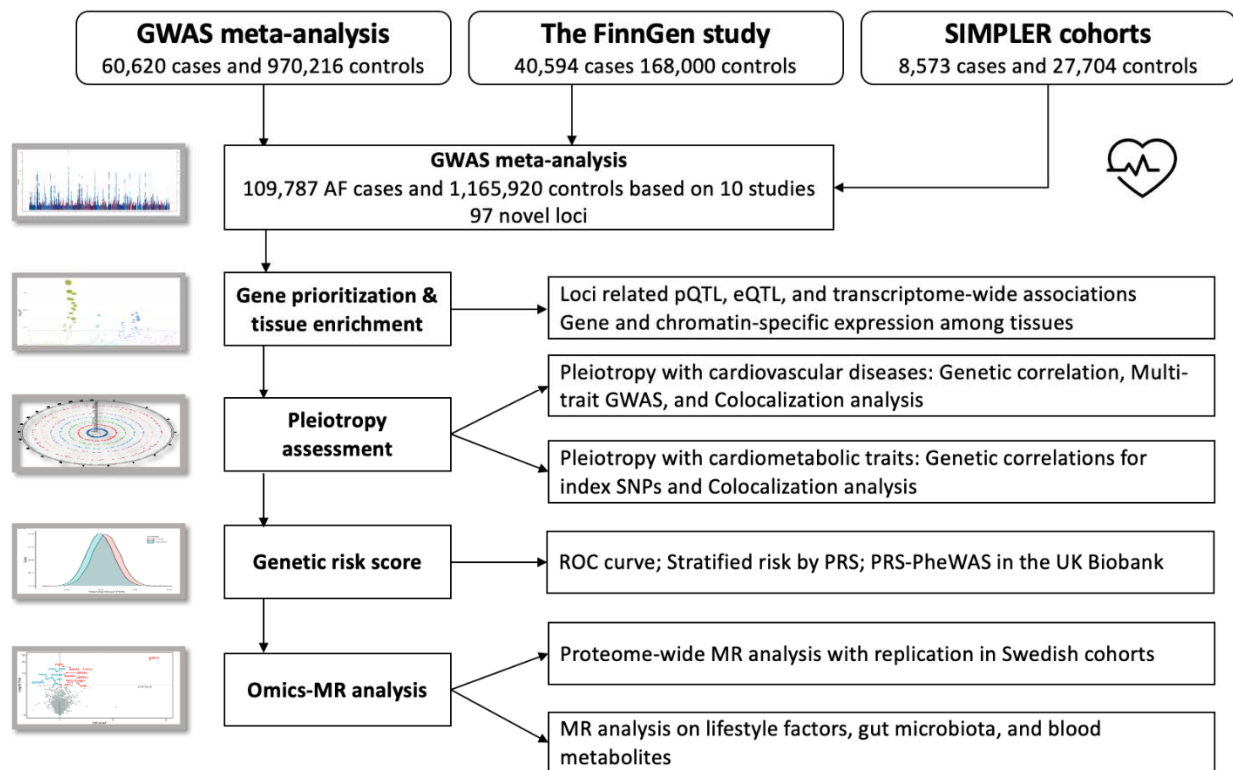 GWAS meta-analysis
60,620 cases and 970,216 controls
The FinnGen study
40,594 cases 168,000 controls
SIMPLER cohorts
8,573 cases and 27,704 controls
GWAS meta-analysis
109,787 AF cases and 1,165,920 controls based on 10 studies
97 novel loci
Gene prioritization &
tissue enrichment
Loci related pQTL, eQTL, and transcriptome-wide associations
Gene and chromatin-specific expression among tissues
Pleiotropy
assessment
Pleiotropy with cardiovascular diseases: Genetic correlation, Multi-
trait GWAS, and Colocalization analysis
Pleiotropy with cardiometabolic traits: Genetic correlations for
index SNPs and Colocalization analysis
Genetic risk score
ROC curve; Stratified risk by PRS; PRS-PheWAS in the UK Biobank
Omics-MR analysis
Proteome-wide MR analysis with replication in Swedish cohorts
MR analysis on lifestyle factors, gut microbiota, and blood
metabolites